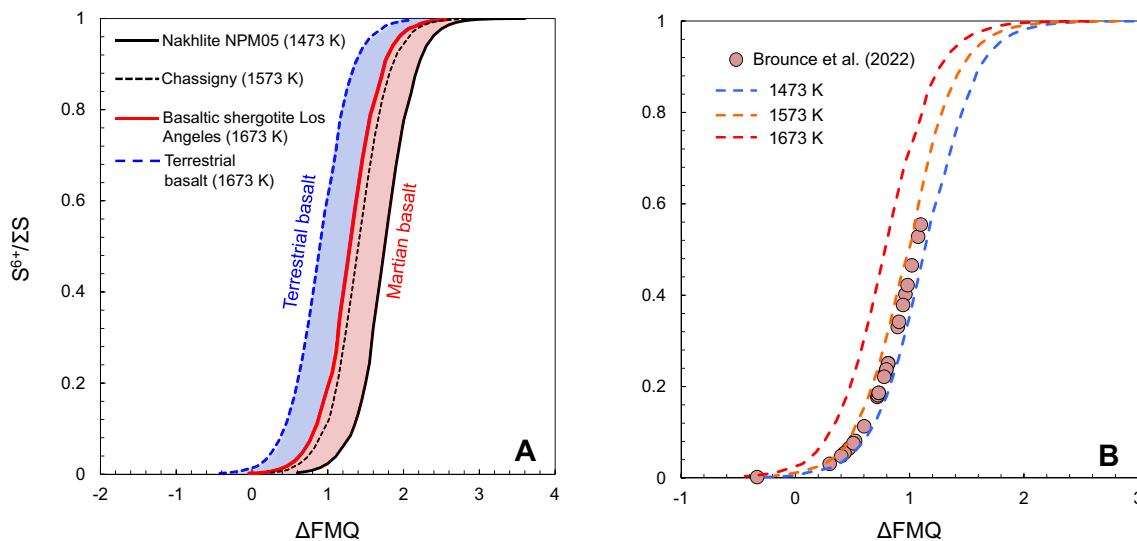 Nakhlite NPM05 (1473 K)
Chassigny (1573 K)
Basaltic shergotite Los
Angeles (1673 K)
Terrestrial
basalt (1673 K)
Terrestrial basalt
Martian basalt
A
1
0.8
0.6
0.4
0.2
0
-2
-1
0
1
2
3
4
S6+/ΣS
ΔFMQ
Brounce et al. (2022)
1473 K
1573 K
1673 K
B
1
0.8
0.6
0.4
0.2
0
-1
0
1
2
3
ΔFMQ